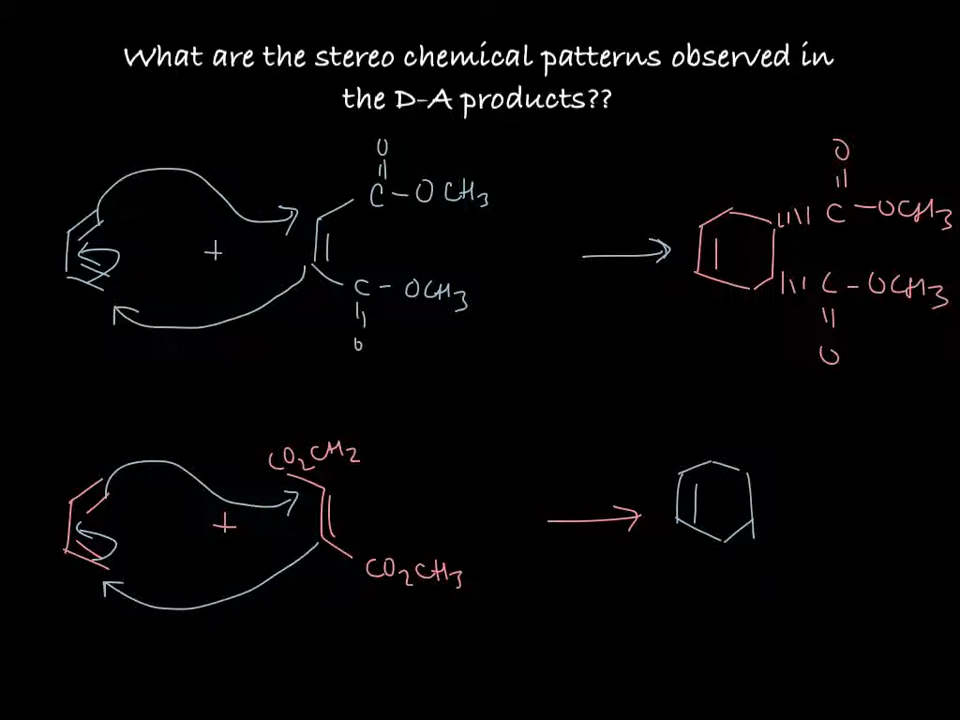 What are the stereo chemical patterns observed in
the D-A products??
O
||
C – OCH3
+
C – OCH3
||
O
O
||
C – OCH3
C – OCH3
||
O
CO2CH2
+
CO2CH3